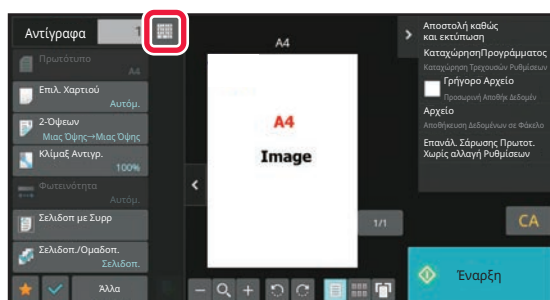 Αντίγραφα 1
Πρωτότυπο
A4
Επιλ. Χαρτιού
Αυτόμ.
2-Όψεων
Μιας Όψης→Μιας Όψης
Κλίμαξ Αντιγρ.
100%
Φωτεινότητα
Αυτόμ.
Σελιδοπ με Συρρ
Σελιδοπ./Ομαδοπ.
Σελιδοπ.
Άλλα
A4
A4
Image
1/1
Αποστολή καθώς
και εκτύπωση
ΚαταχώρησηΠρογράμματος
Καταχώρηση Τρεχουσών Ρυθμίσεων
Γρήγορο Αρχείο
Προσωρινή Αποθήκ Δεδομέν
Αρχείο
Αποθήκευση Δεδομένων σε Φάκελο
Επανάλ. Σάρωσης Πρωτοτ.
Χωρίς αλλαγή Ρυθμίσεων
CA
Έναρξη